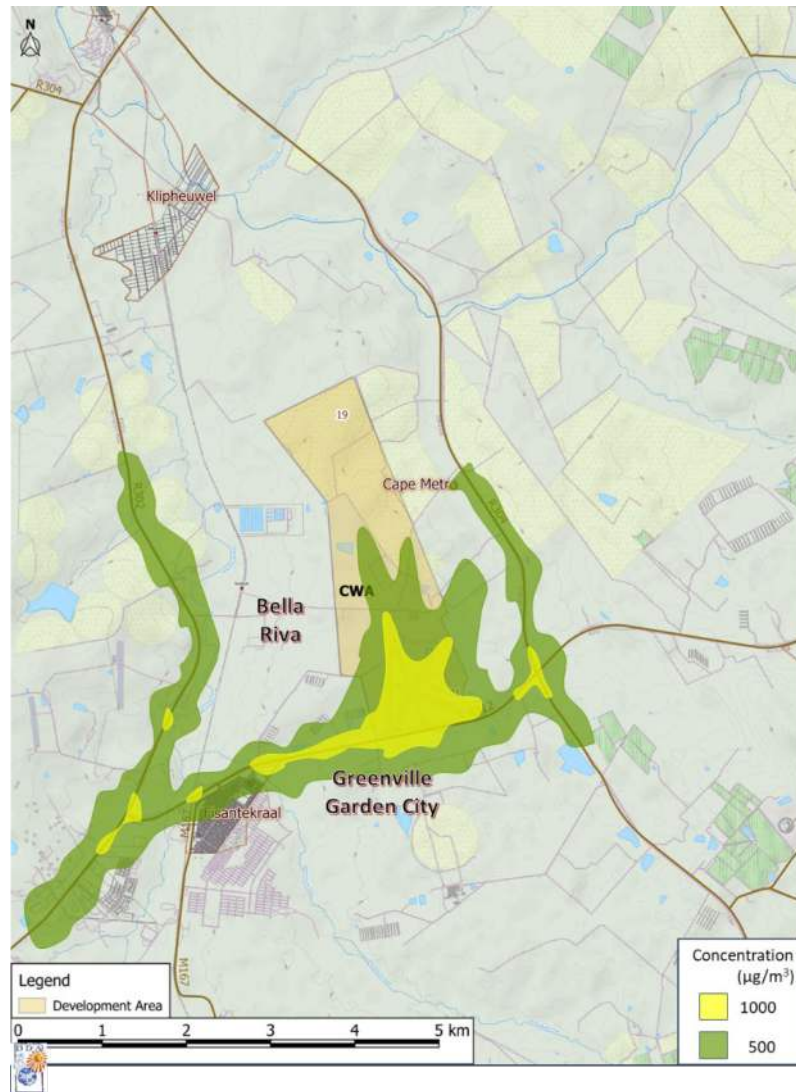 N
R304
Klipheuwel
19
Cape Metro
R302
R304
CWA
Bella
Riva
Greenville
Garden City
Fisantekraal
M167
Legend
Development Area
0 1 2 3 4 5 km
Concentration
(µg/m³)
1000
500